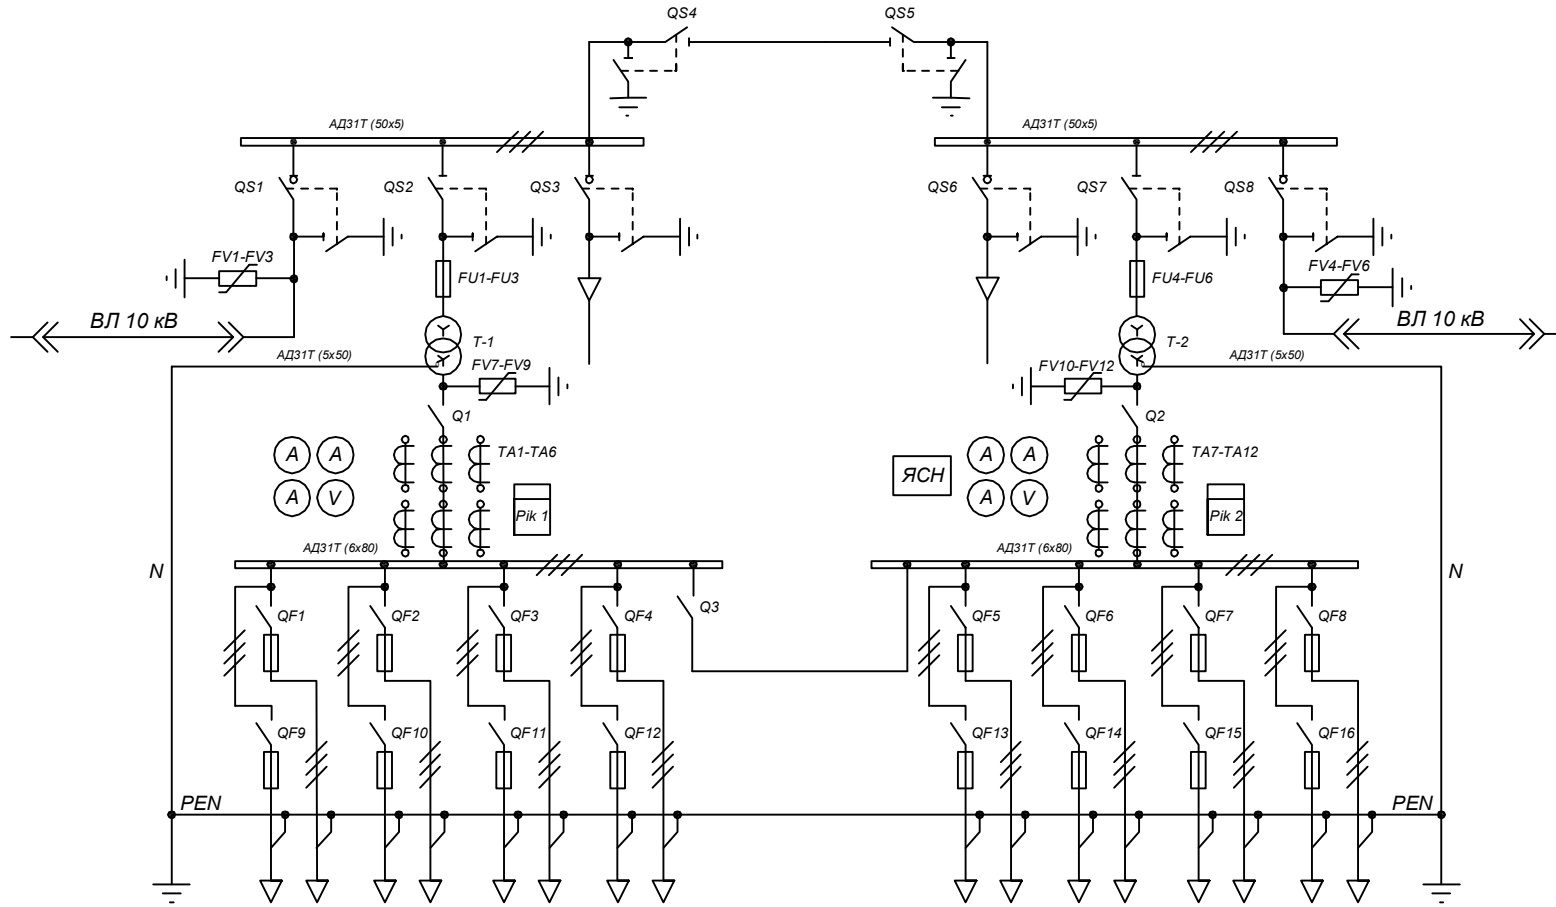 QS4 QS5
АД31Т (50х5) АД31Т (50х5)
QS1 QS2 QS3 QS6 QS7 QS8
FV1-FV3 FU1-FU3 FU4-FU6 FV4-FV6
ВЛ 10 кВ ВЛ 10 кВ
T-1 T-2
АД31Т (5х50) АД31Т (5х50)
FV7-FV9 FV10-FV12
Q1 Q2
A A TA1-TA6 ЯСН A A TA7-TA12
A V Pik 1 A V Pik 2
АД31Т (6х80) АД31Т (6х80)
N N
Q3
QF1 QF2 QF3 QF4 QF5 QF6 QF7 QF8
QF9 QF10 QF11 QF12 QF13 QF14 QF15 QF16
PEN PEN